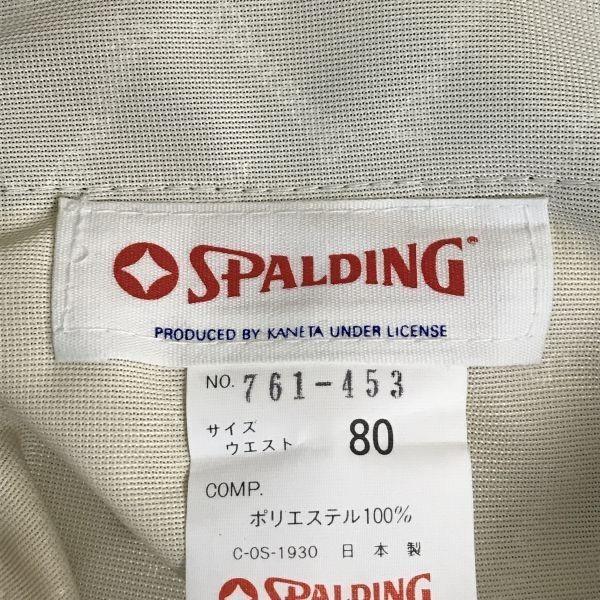 SPALDING®
PRODUCED BY KANETA UNDER LICENSE
NO. 761-453
サイズ
ウエスト 80
COMP.
ポリエステル100%
C-OS-1930 日本製
SPALDING